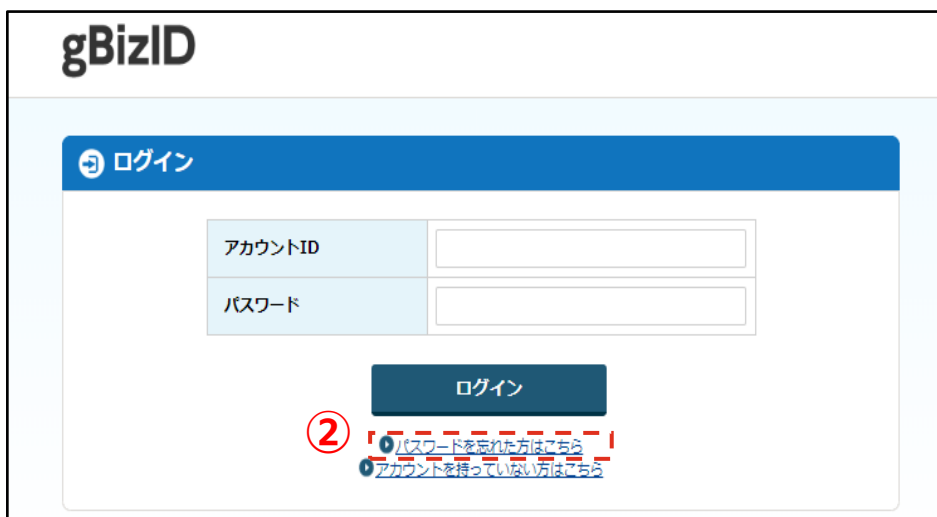 gBizID
ログイン
アカウントID
パスワード
ログイン
②
パスワードを忘れた方はこちら
アカウントを持っていない方はこちら